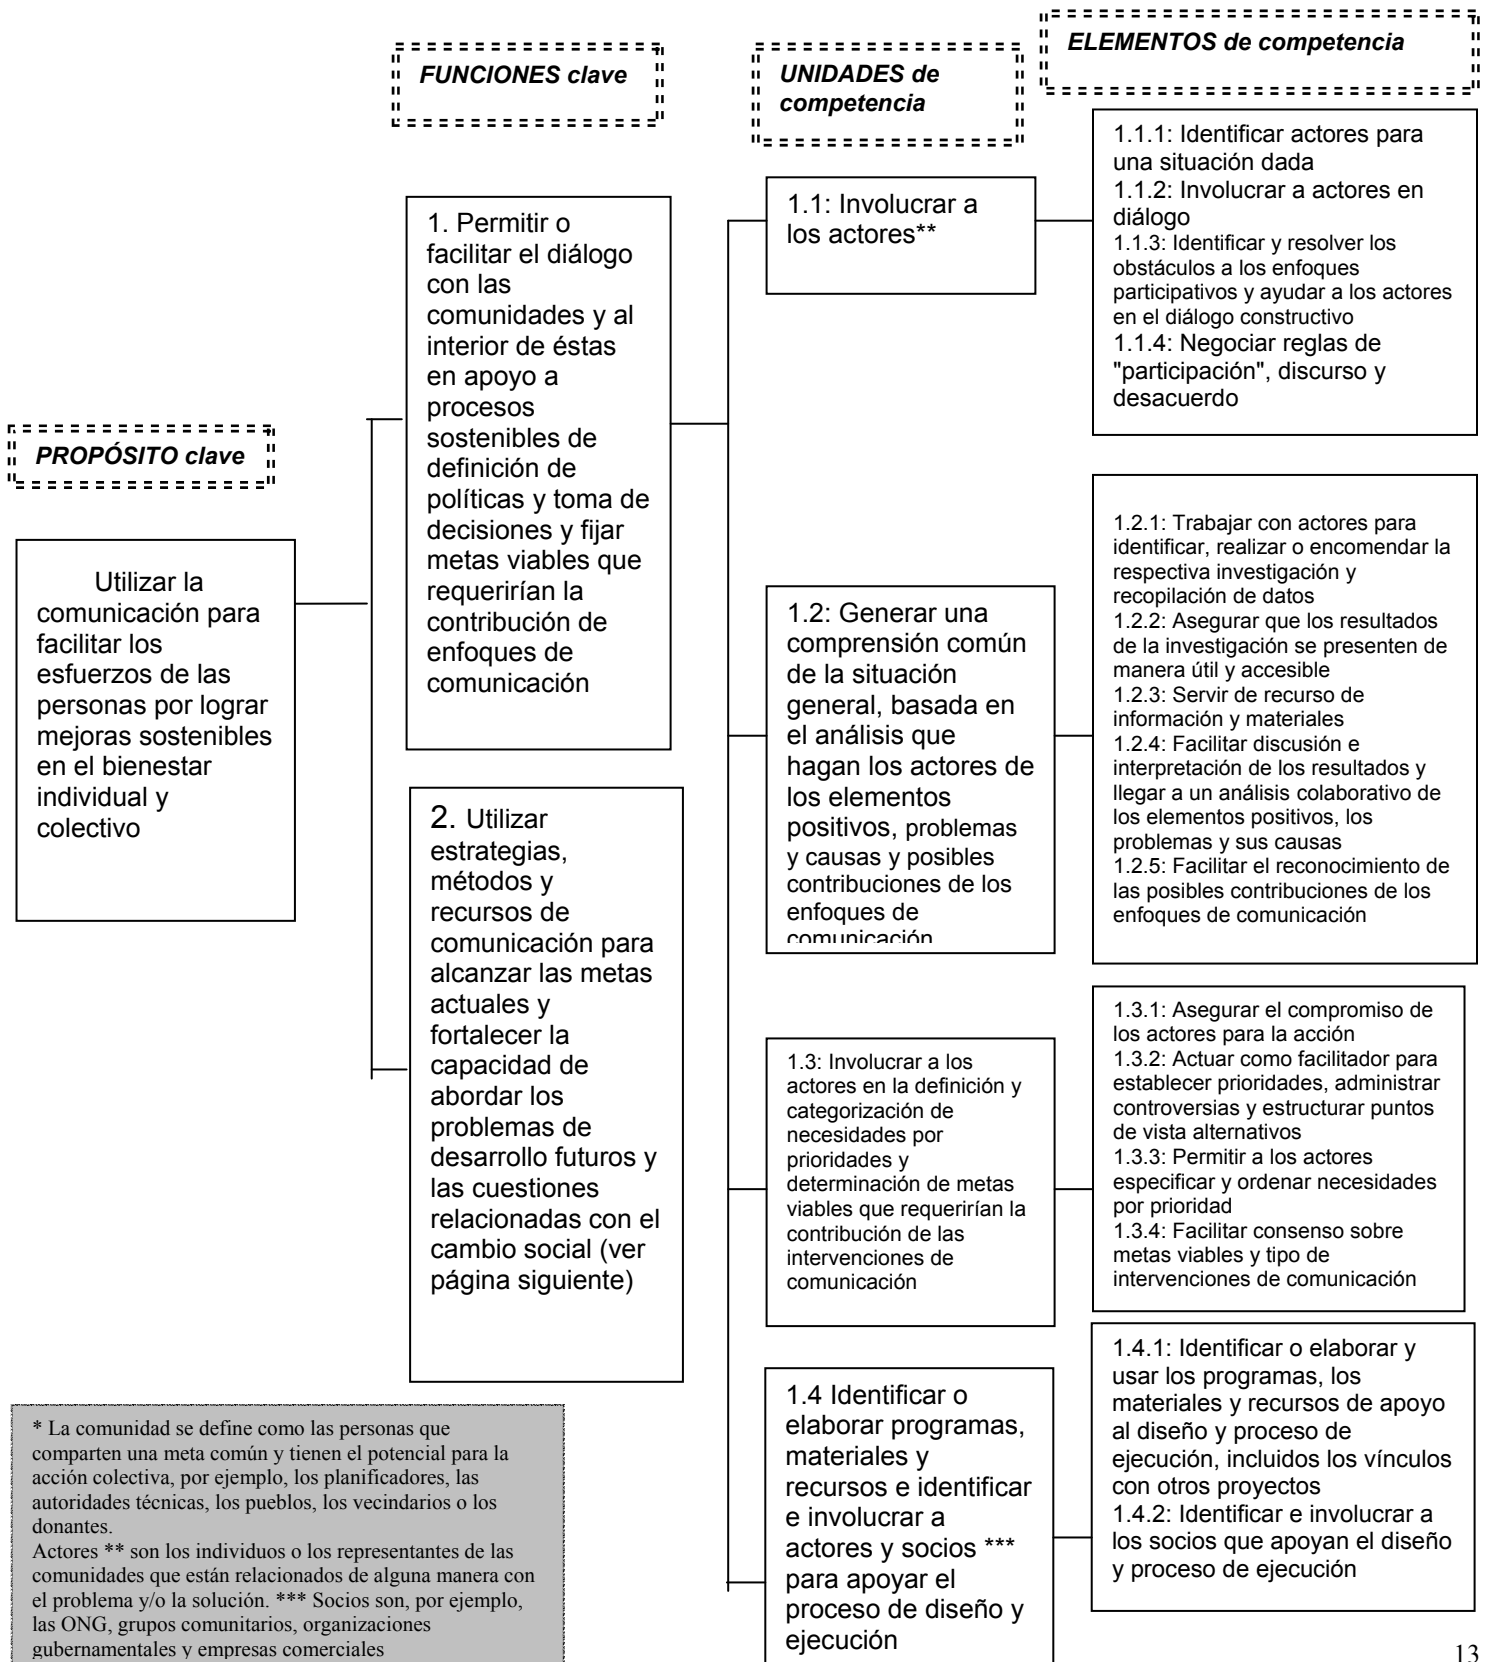 FUNCIONES clave
UNIDADES de
competencia
ELEMENTOS de competencia
PROPÓSITO clave
Utilizar la
comunicación para
facilitar los
esfuerzos de las
personas por lograr
mejoras sostenibles
en el bienestar
individual y
colectivo
1. Permitir o
facilitar el diálogo
con las
comunidades y al
interior de éstas
en apoyo a
procesos
sostenibles de
definición de
políticas y toma de
decisiones y fijar
metas viables que
requerirían la
contribución de
enfoques de
comunicación
2. Utilizar
estrategias,
métodos y
recursos de
comunicación para
alcanzar las metas
actuales y
fortalecer la
capacidad de
abordar los
problemas de
desarrollo futuros y
las cuestiones
relacionadas con el
cambio social (ver
página siguiente)
1.1: Involucrar a
los actores**
1.1.1: Identificar actores para
una situación dada
1.1.2: Involucrar a actores en
diálogo
1.1.3: Identificar y resolver los
obstáculos a los enfoques
participativos y ayudar a los actores
en el diálogo constructivo
1.1.4: Negociar reglas de
"participación", discurso y
desacuerdo
1.2: Generar una
comprensión común
de la situación
general, basada en
el análisis que
hagan los actores de
los elementos
positivos, problemas
y causas y posibles
contribuciones de los
enfoques de
comunicación
1.2.1: Trabajar con actores para
identificar, realizar o encomendar la
respectiva investigación y
recopilación de datos
1.2.2: Asegurar que los resultados
de la investigación se presenten de
manera útil y accesible
1.2.3: Servir de recurso de
información y materiales
1.2.4: Facilitar discusión e
interpretación de los resultados y
llegar a un análisis colaborativo de
los elementos positivos, los
problemas y sus causas
1.2.5: Facilitar el reconocimiento de
las posibles contribuciones de los
enfoques de comunicación
1.3: Involucrar a los
actores en la definición y
categorización de
necesidades por
prioridades y
determinación de metas
viables que requerirían la
contribución de las
intervenciones de
comunicación
1.3.1: Asegurar el compromiso de
los actores para la acción
1.3.2: Actuar como facilitador para
establecer prioridades, administrar
controversias y estructurar puntos
de vista alternativos
1.3.3: Permitir a los actores
especificar y ordenar necesidades
por prioridad
1.3.4: Facilitar consenso sobre
metas viables y tipo de
intervenciones de comunicación
1.4 Identificar o
elaborar programas,
materiales y
recursos e identificar
e involucrar a
actores y socios ***
para apoyar el
proceso de diseño y
ejecución
1.4.1: Identificar o elaborar y
usar los programas, los
materiales y recursos de apoyo
al diseño y proceso de
ejecución, incluidos los vínculos
con otros proyectos
1.4.2: Identificar e involucrar a
los socios que apoyan el diseño
y proceso de ejecución
* La comunidad se define como las personas que
comparten una meta común y tienen el potencial para la
acción colectiva, por ejemplo, los planificadores, las
autoridades técnicas, los pueblos, los vecindarios o los
donantes.
Actores ** son los individuos o los representantes de las
comunidades que están relacionados de alguna manera con
el problema y/o la solución. *** Socios son, por ejemplo,
las ONG, grupos comunitarios, organizaciones
gubernamentales y empresas comerciales
13